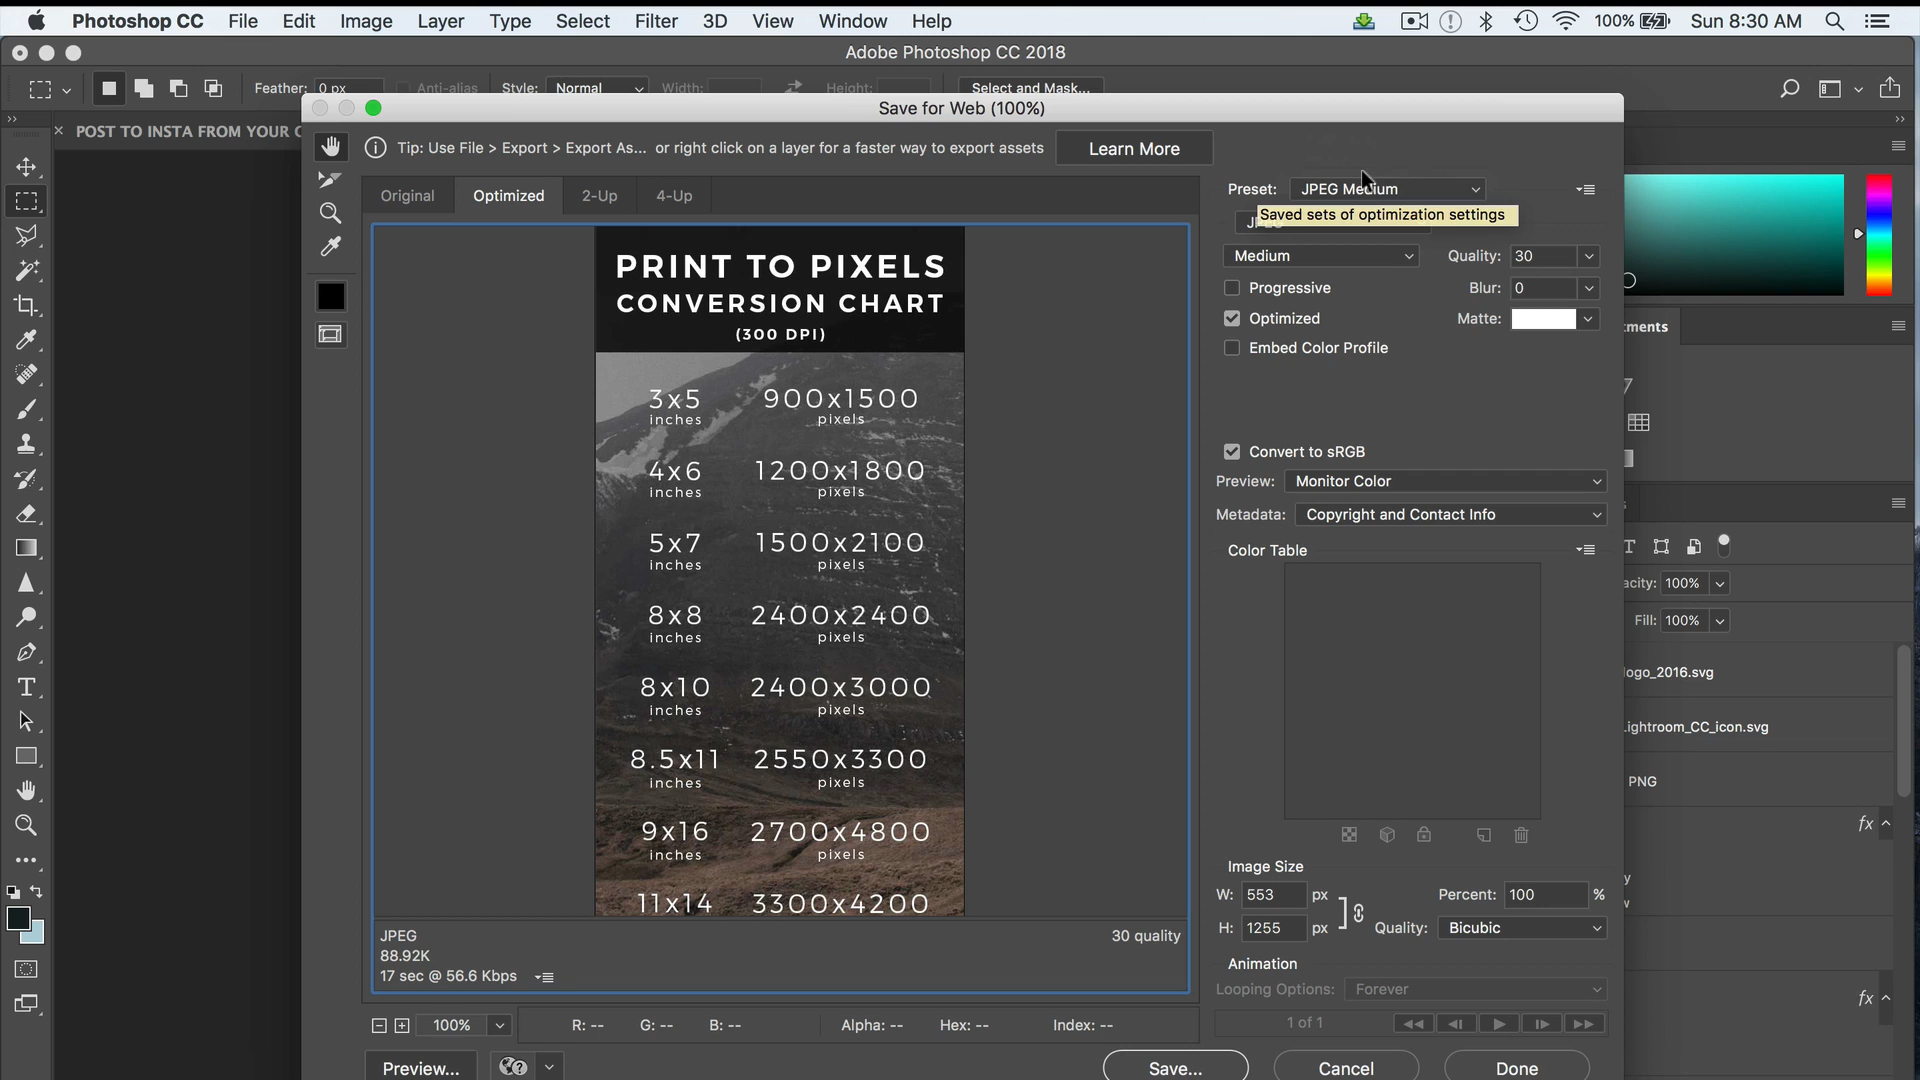 Photoshop CC File Edit Image Layer Type Select Filter 3D View Window Help 100% Sun 8:30 AM
Adobe Photoshop CC 2018
Feather: 0 px Anti-alias Style: Normal Width: Height: Select and Mask...
Save for Web (100%)
POST TO INSTA FROM YOUR C
Tip: Use File > Export > Export As... or right click on a layer for a faster way to export assets
Learn More
Original Optimized 2-Up 4-Up
Preset: JPEG Medium
Saved sets of optimization settings
Medium Quality: 30
Progressive Blur: 0
Optimized Matte:
Embed Color Profile
Convert to sRGB
Preview: Monitor Color
Metadata: Copyright and Contact Info
Color Table
PRINT TO PIXELS
CONVERSION CHART
(300 DPI)
3x5 900x1500
inches pixels
4x6 1200x1800
inches pixels
5x7 1500x2100
inches pixels
8x8 2400x2400
inches pixels
8x10 2400x3000
inches pixels
8.5x11 2550x3300
inches pixels
9x16 2700x4800
inches pixels
11x14 3300x4200
JPEG 30 quality
88.92K
17 sec @ 56.6 Kbps
Image Size
W: 553 px Percent: 100 %
H: 1255 px Quality: Bicubic
Animation
Looping Options: Forever
1 of 1
100% R: -- G: -- B: -- Alpha: -- Hex: -- Index: --
Preview... Save... Cancel Done
tments
acity: 100%
Fill: 100%
logo_2016.svg
Lightroom_CC_icon.svg
PNG
fx
fx